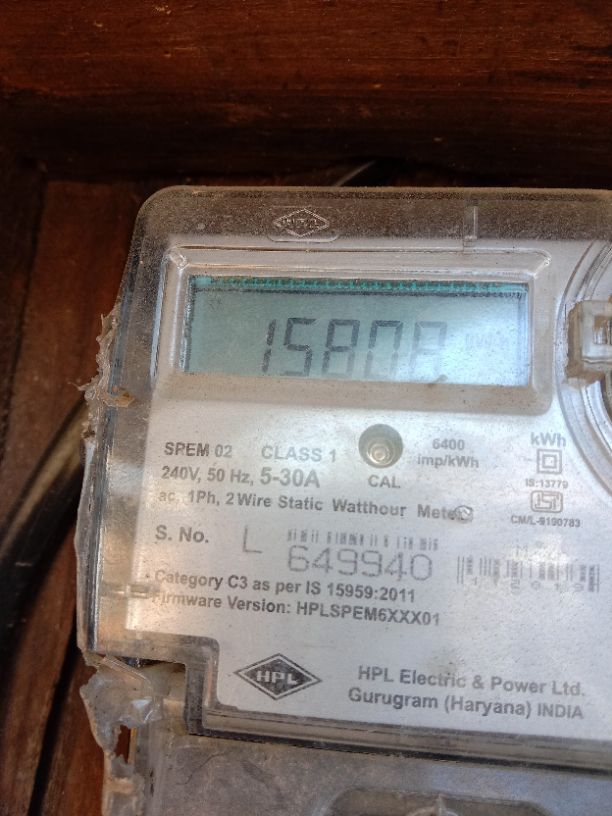 HPL
15808
SPEM 02 CLASS 1
6400
imp/kWh
kWh
240V, 50 Hz, 5-30A
CAL
IS:13779
ac, 1Ph, 2 Wire Static Watthour Meter
CM/L-9100783
S. No. L 649940
Category C3 as per IS 15959:2011
Firmware Version: HPLSPEM6XXX01
HPL
HPL Electric & Power Ltd.
Gurugram (Haryana) INDIA